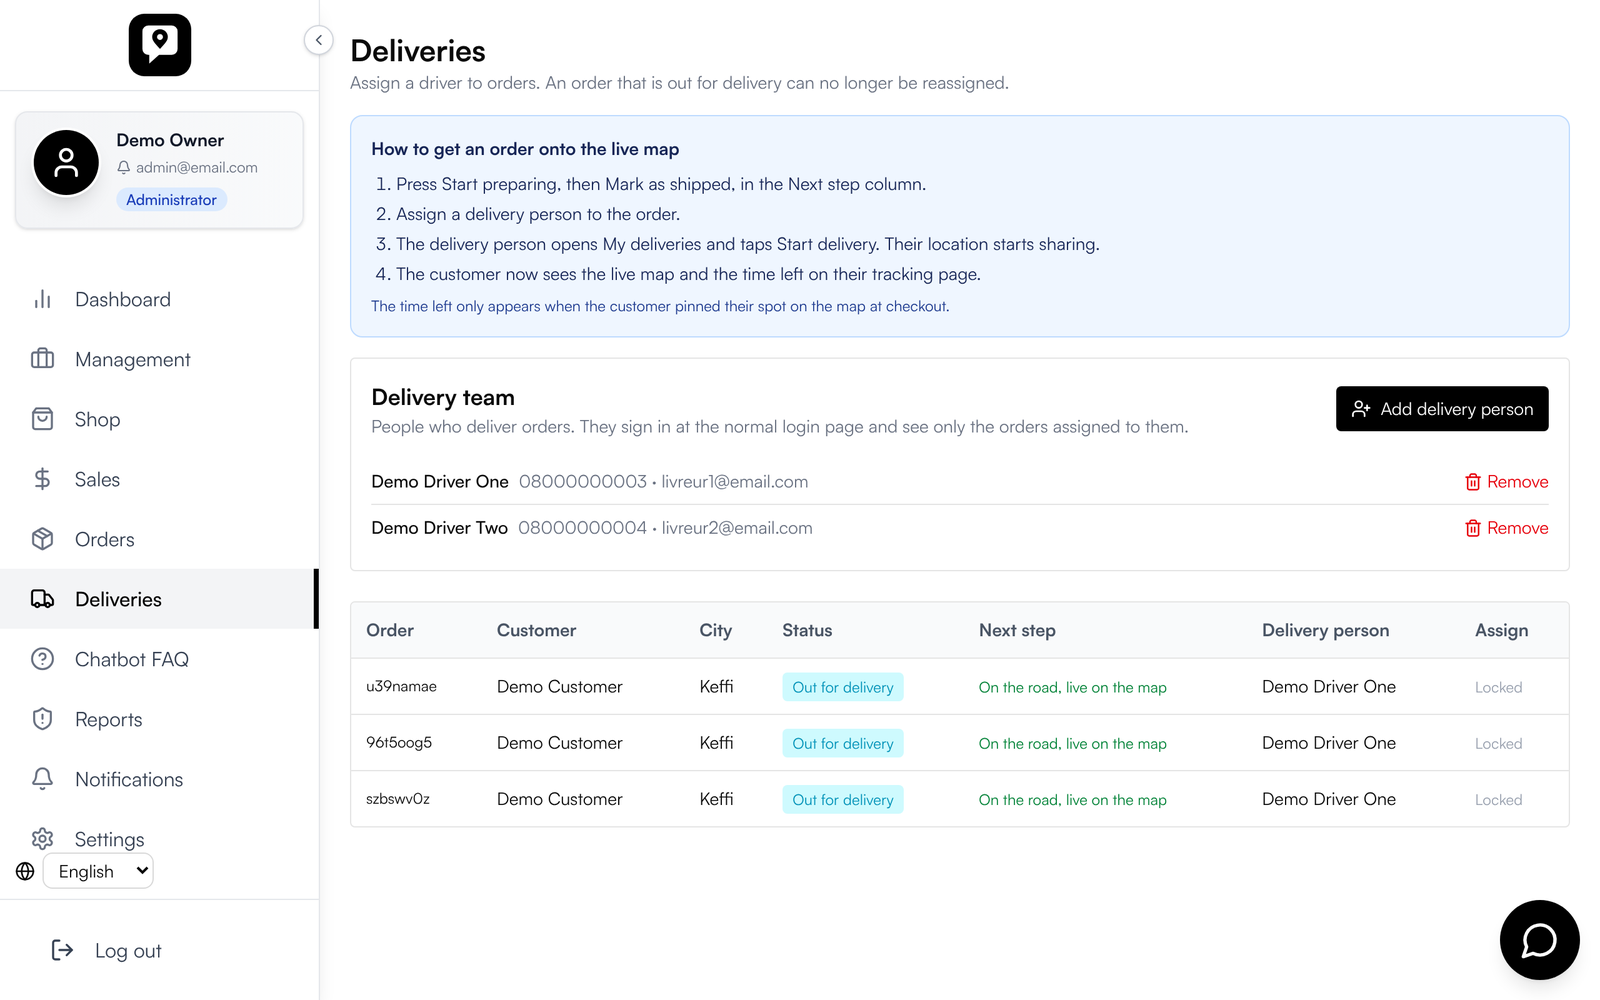 Demo Owner
admin@email.com
Administrator
Dashboard
Management
Shop
Sales
Orders
Deliveries
Chatbot FAQ
Reports
Notifications
Settings
English
Log out
Deliveries
Assign a driver to orders. An order that is out for delivery can no longer be reassigned.
How to get an order onto the live map
1. Press Start preparing, then Mark as shipped, in the Next step column.
2. Assign a delivery person to the order.
3. The delivery person opens My deliveries and taps Start delivery. Their location starts sharing.
4. The customer now sees the live map and the time left on their tracking page.
The time left only appears when the customer pinned their spot on the map at checkout.
Delivery team
People who deliver orders. They sign in at the normal login page and see only the orders assigned to them.
Add delivery person
Demo Driver One 08000000003 · livreur1@email.com Remove
Demo Driver Two 08000000004 · livreur2@email.com Remove
Order Customer City Status Next step Delivery person Assign
u39namae Demo Customer Keffi Out for delivery On the road, live on the map Demo Driver One Locked
96t5oog5 Demo Customer Keffi Out for delivery On the road, live on the map Demo Driver One Locked
szbswv0z Demo Customer Keffi Out for delivery On the road, live on the map Demo Driver One Locked